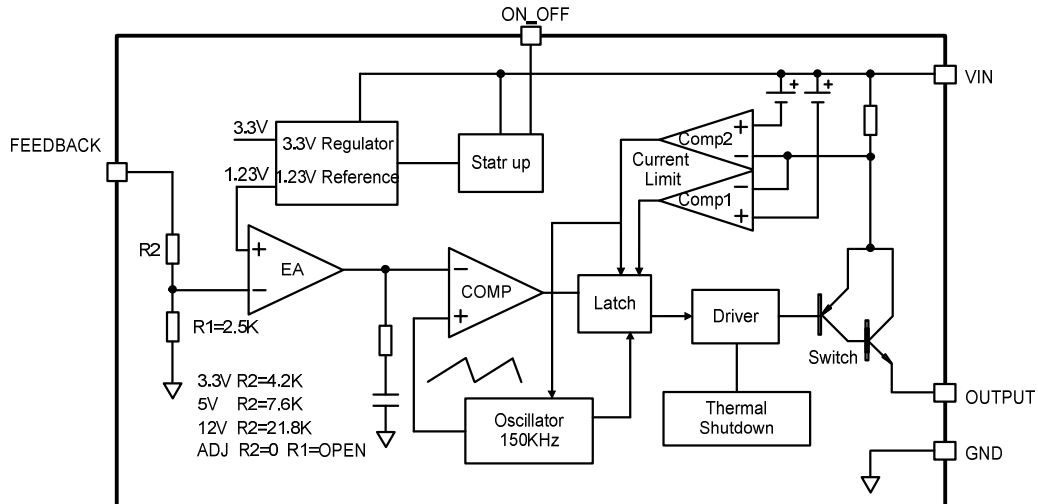 ON_OFF
VIN
FEEDBACK
3.3V
3.3V Regulator
1.23V
1.23V Reference
Statr up
Comp2
+
−
Current
Limit
Comp1
−
+
+
+
R2
+
−
EA
−
+
COMP
Latch
Driver
Switch
R1=2.5K
3.3V R2=4.2K
5V R2=7.6K
12V R2=21.8K
ADJ R2=0 R1=OPEN
Oscillator
150KHz
Thermal
Shutdown
OUTPUT
GND